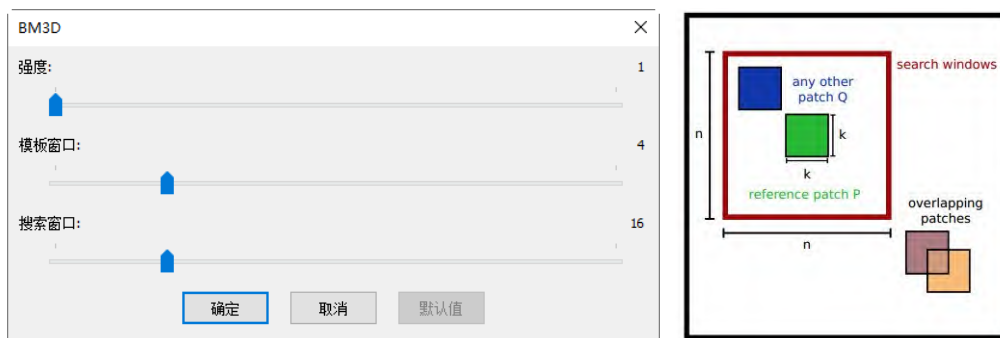 BM3D
强度:
1
模板窗口:
4
搜索窗口:
16
确定
取消
默认值
search windows
any other
patch Q
n
k
k
reference patch P
n
overlapping
patches